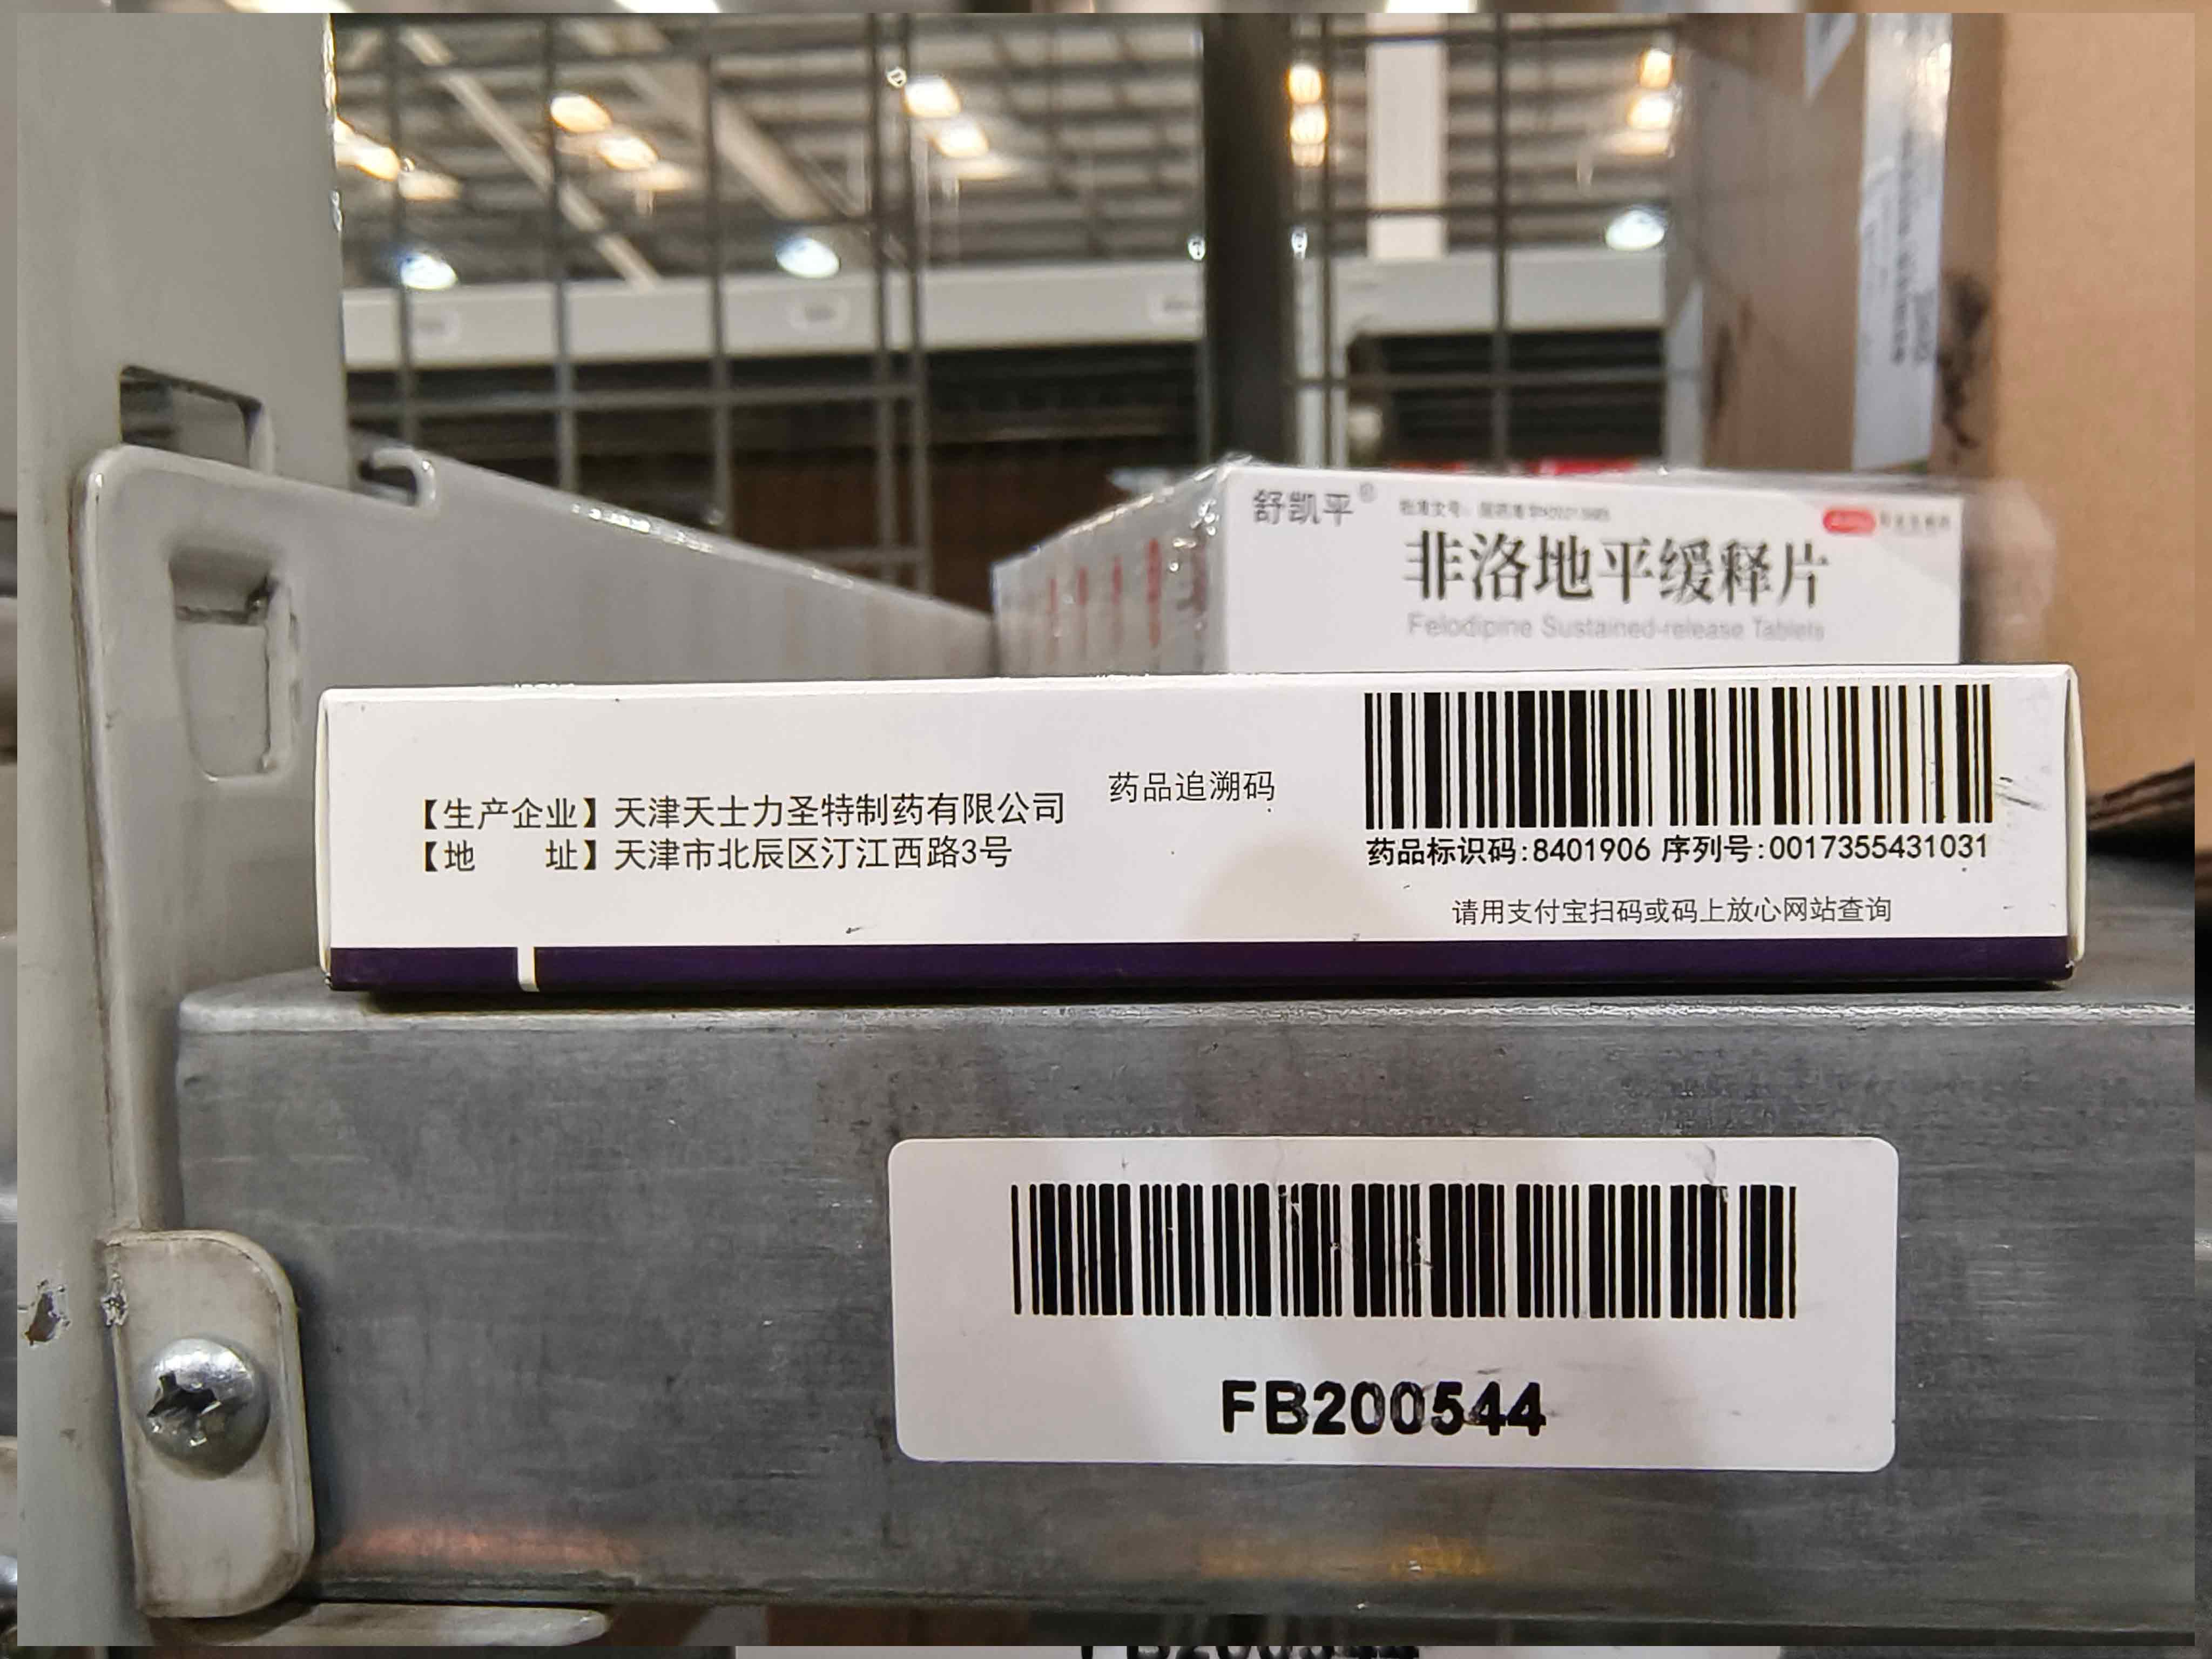 舒凯平®
非洛地平缓释片
Felodipine Sustained-release Tablets
【生产企业】天津天士力圣特制药有限公司
【地 址】天津市北辰区汀江西路3号
药品追溯码
药品标识码:8401906 序列号:0017355431031
请用支付宝扫码或码上放心网站查询
FB200544